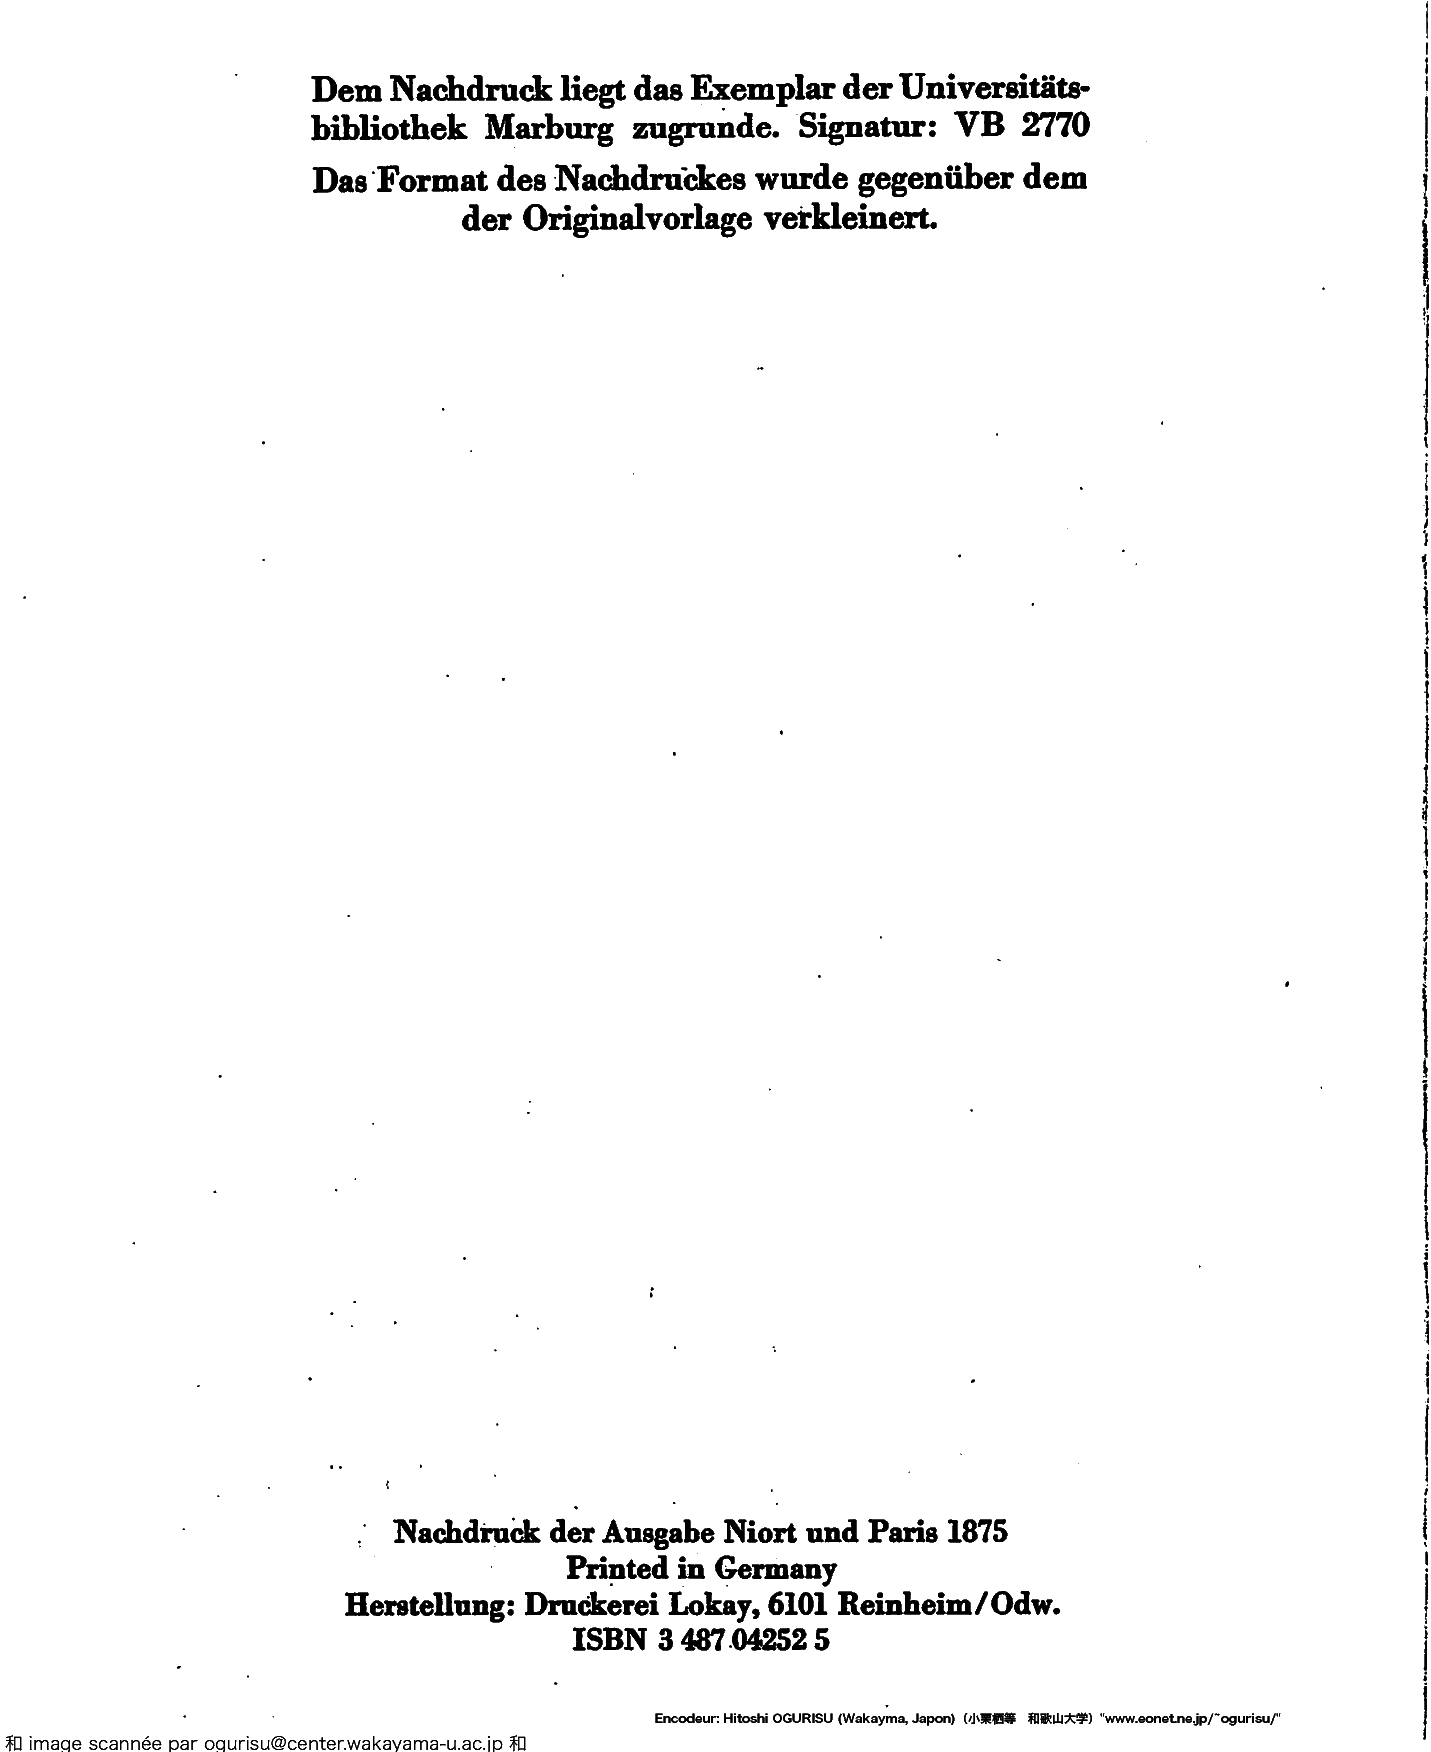 Dem Nachdruck liegt das Exemplar der Universitäts-
bibliothek Marburg zugrunde. Signatur: VB 2770
Das Format des Nachdruckes wurde gegenüber dem
der Originalvorlage verkleinert.
Nachdruck der Ausgabe Niort und Paris 1875
Printed in Germany
Herstellung: Druckerei Lokay, 6101 Reinheim/Odw.
ISBN 3 487 04252 5
Encodeur: Hitoshi OGURISU (Wakayma, Japon) (小栗栖等 和歌山大学) "www.eonet.ne.jp/~ogurisu/"
和 image scannée par ogurisu@center.wakayama-u.ac.jp 和